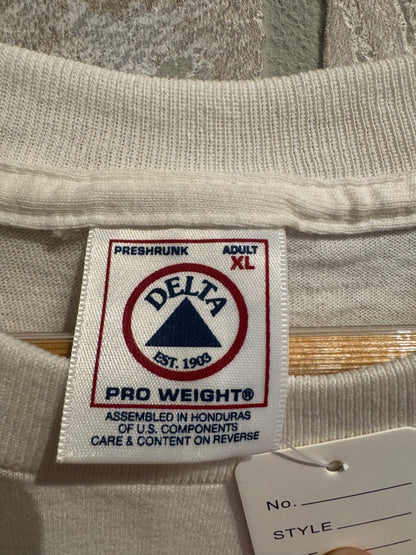 PRESHRUNK ADULT
XL
DELTA
EST. 1903
PRO WEIGHT®
ASSEMBLED IN HONDURAS
OF U.S. COMPONENTS
CARE & CONTENT ON REVERSE
No.
STYLE